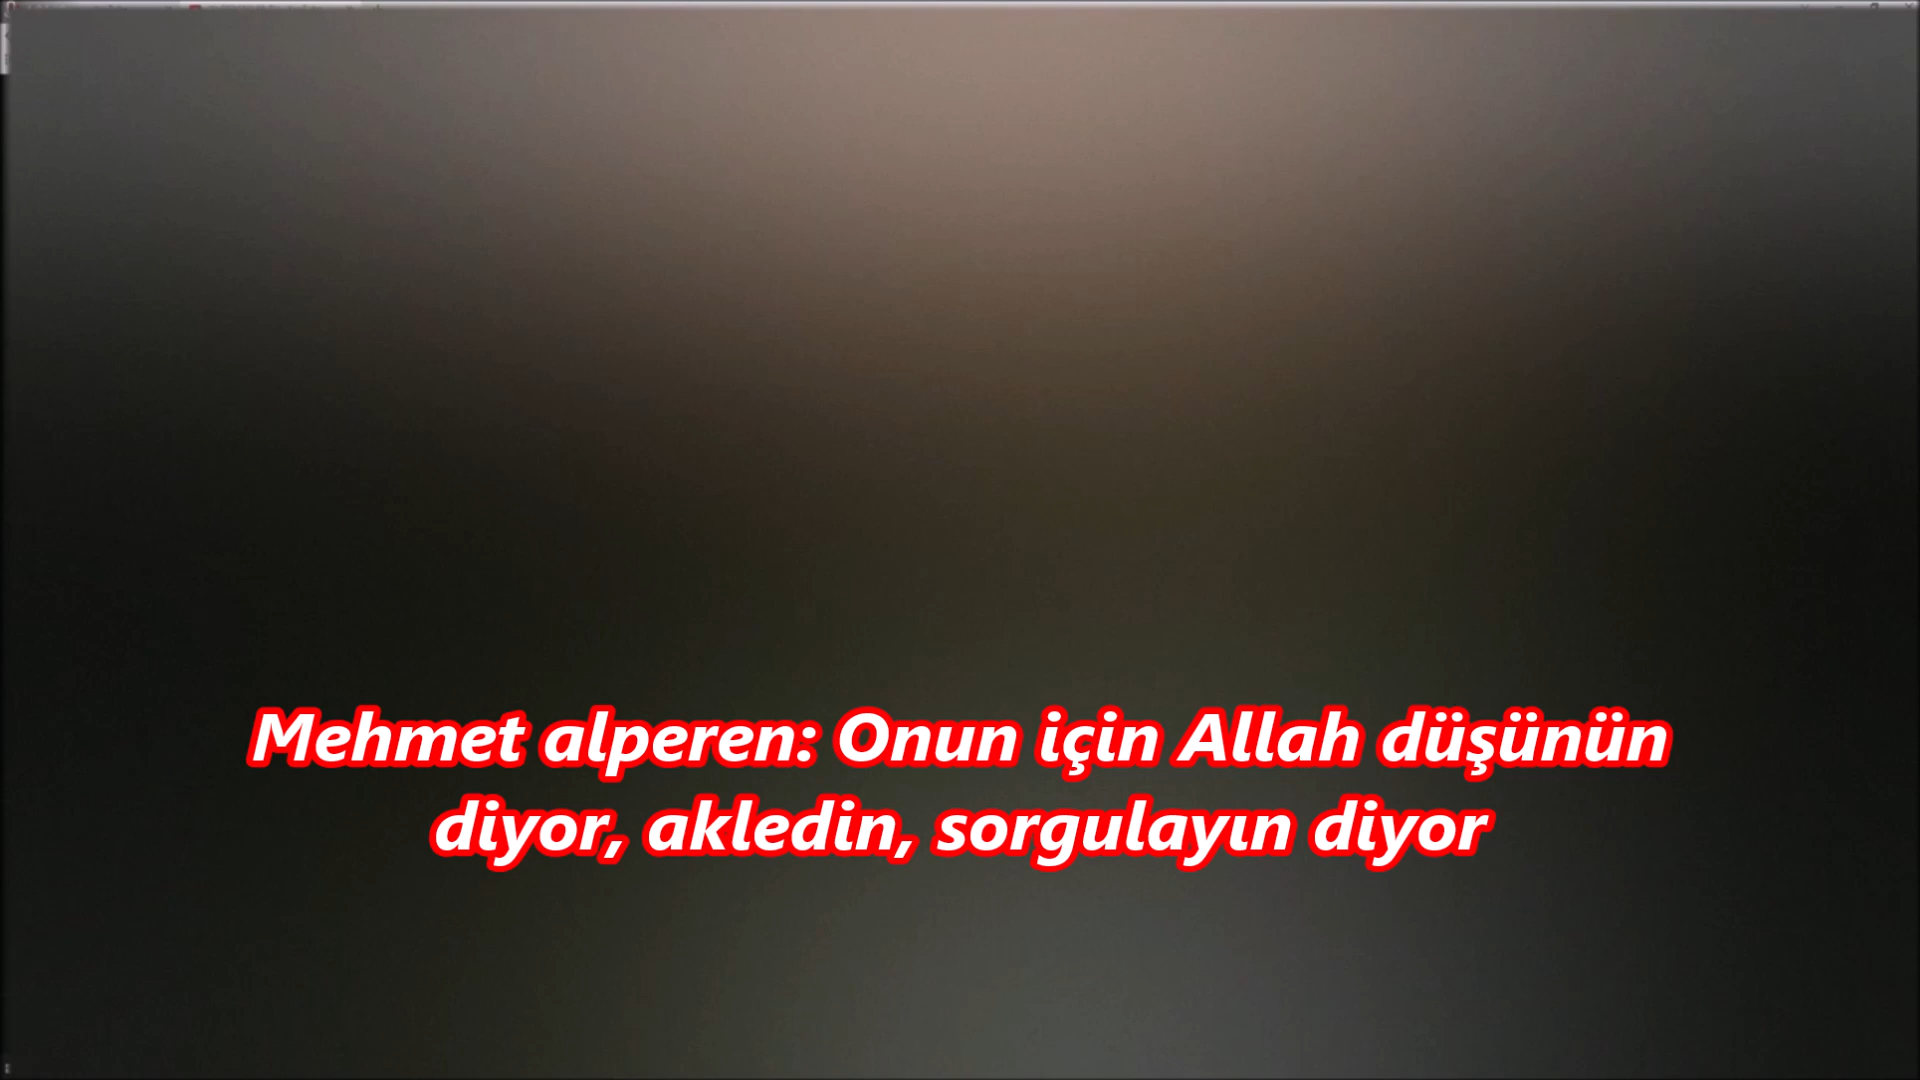 Mehmet alperen: Onun için Allah düşünün
diyor, akledin, sorgulayın diyor